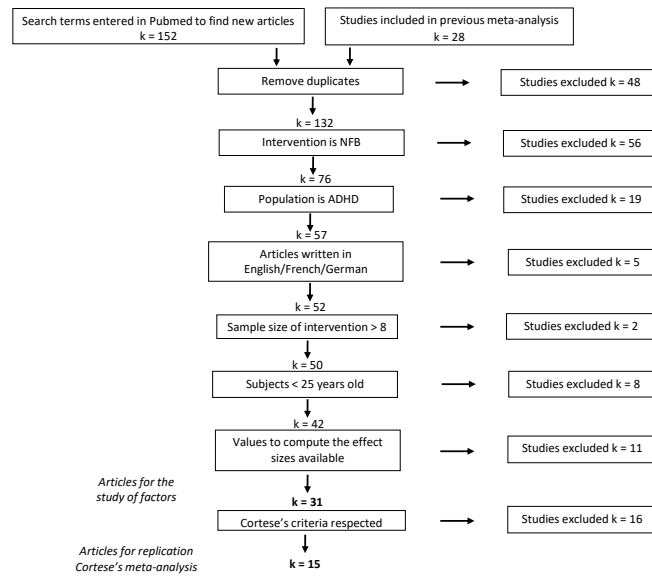 Search terms entered in Pubmed to find new articles
k = 152
Studies included in previous meta-analysis
k = 28
Remove duplicates
Studies excluded k = 48
k = 132
Intervention is NFB
Studies excluded k = 56
k = 76
Population is ADHD
Studies excluded k = 19
k = 57
Articles written in
English/French/German
Studies excluded k = 5
k = 52
Sample size of intervention > 8
Studies excluded k = 2
k = 50
Subjects < 25 years old
Studies excluded k = 8
k = 42
Values to compute the effect
sizes available
Studies excluded k = 11
Articles for the
study of factors
k = 31
Cortese's criteria respected
Studies excluded k = 16
Articles for replication
Cortese's meta-analysis
k = 15